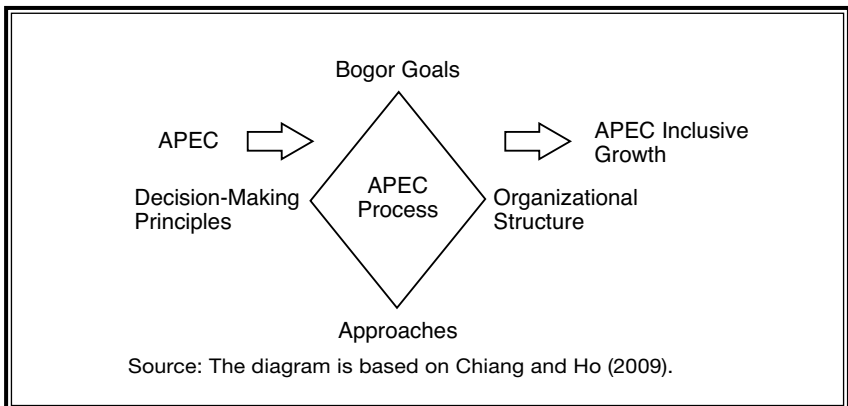 Bogor Goals
APEC
APEC Inclusive
Growth
Decision-Making
Principles
APEC
Process
Organizational
Structure
Approaches
Source: The diagram is based on Chiang and Ho (2009).